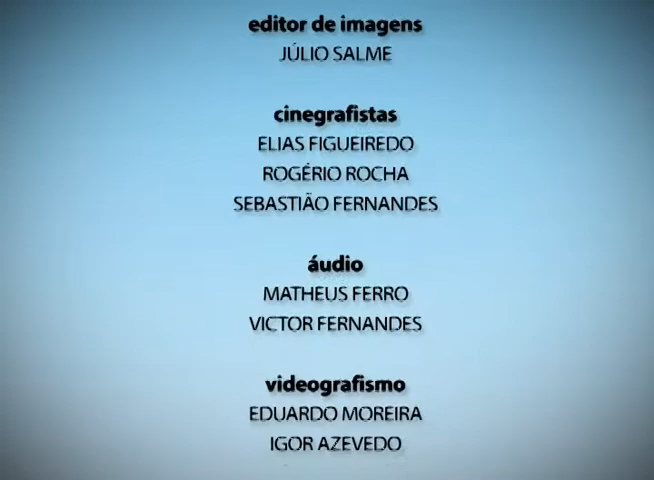 editor de imagens
JÚLIO SALME
cinegrafistas
ELIAS FIGUEIREDO
ROGÉRIO ROCHA
SEBASTIÃO FERNANDES
áudio
MATHEUS FERRO
VICTOR FERNANDES
videografismo
EDUARDO MOREIRA
IGOR AZEVEDO